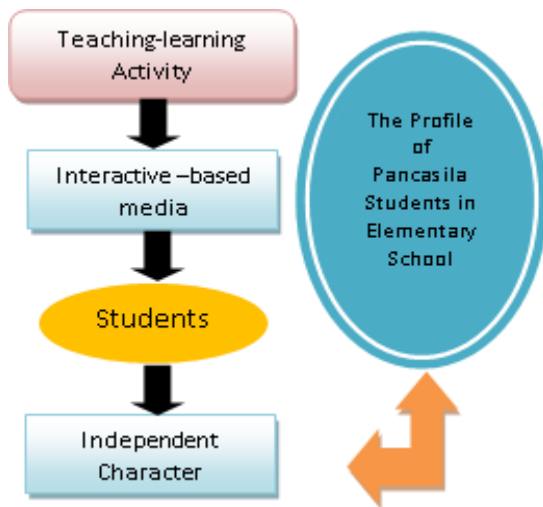 Teaching-learning
Activity
Interactive –based
media
Students
Independent
Character
The Profile
of
Pancasila
Students in
Elementary
School